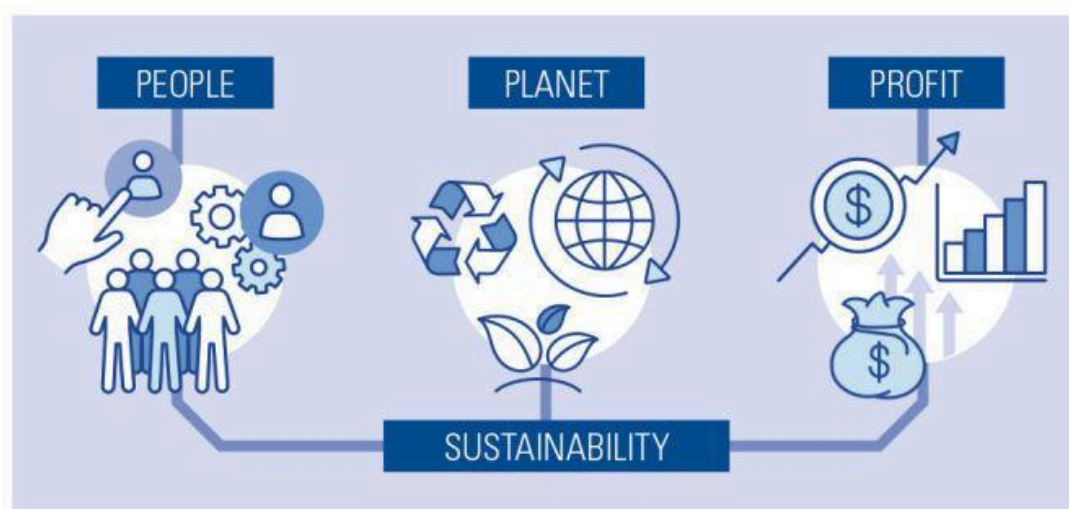 PEOPLE
PLANET
PROFIT
$
$
SUSTAINABILITY